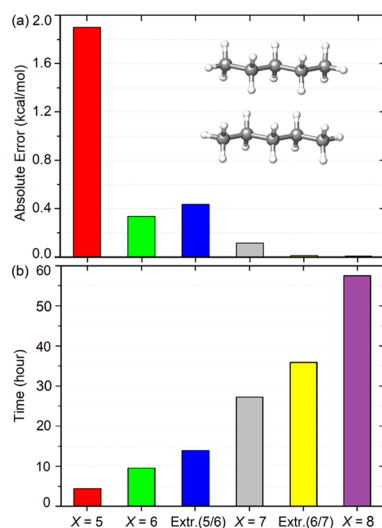 (a)
Absolute Error (kcal/mol)
2.0
1.6
1.2
0.8
0.4
0.0
(b)
Time (hour)
60
50
40
30
20
10
0
X = 5 X = 6 Extr.(5/6) X = 7 Extr.(6/7) X = 8